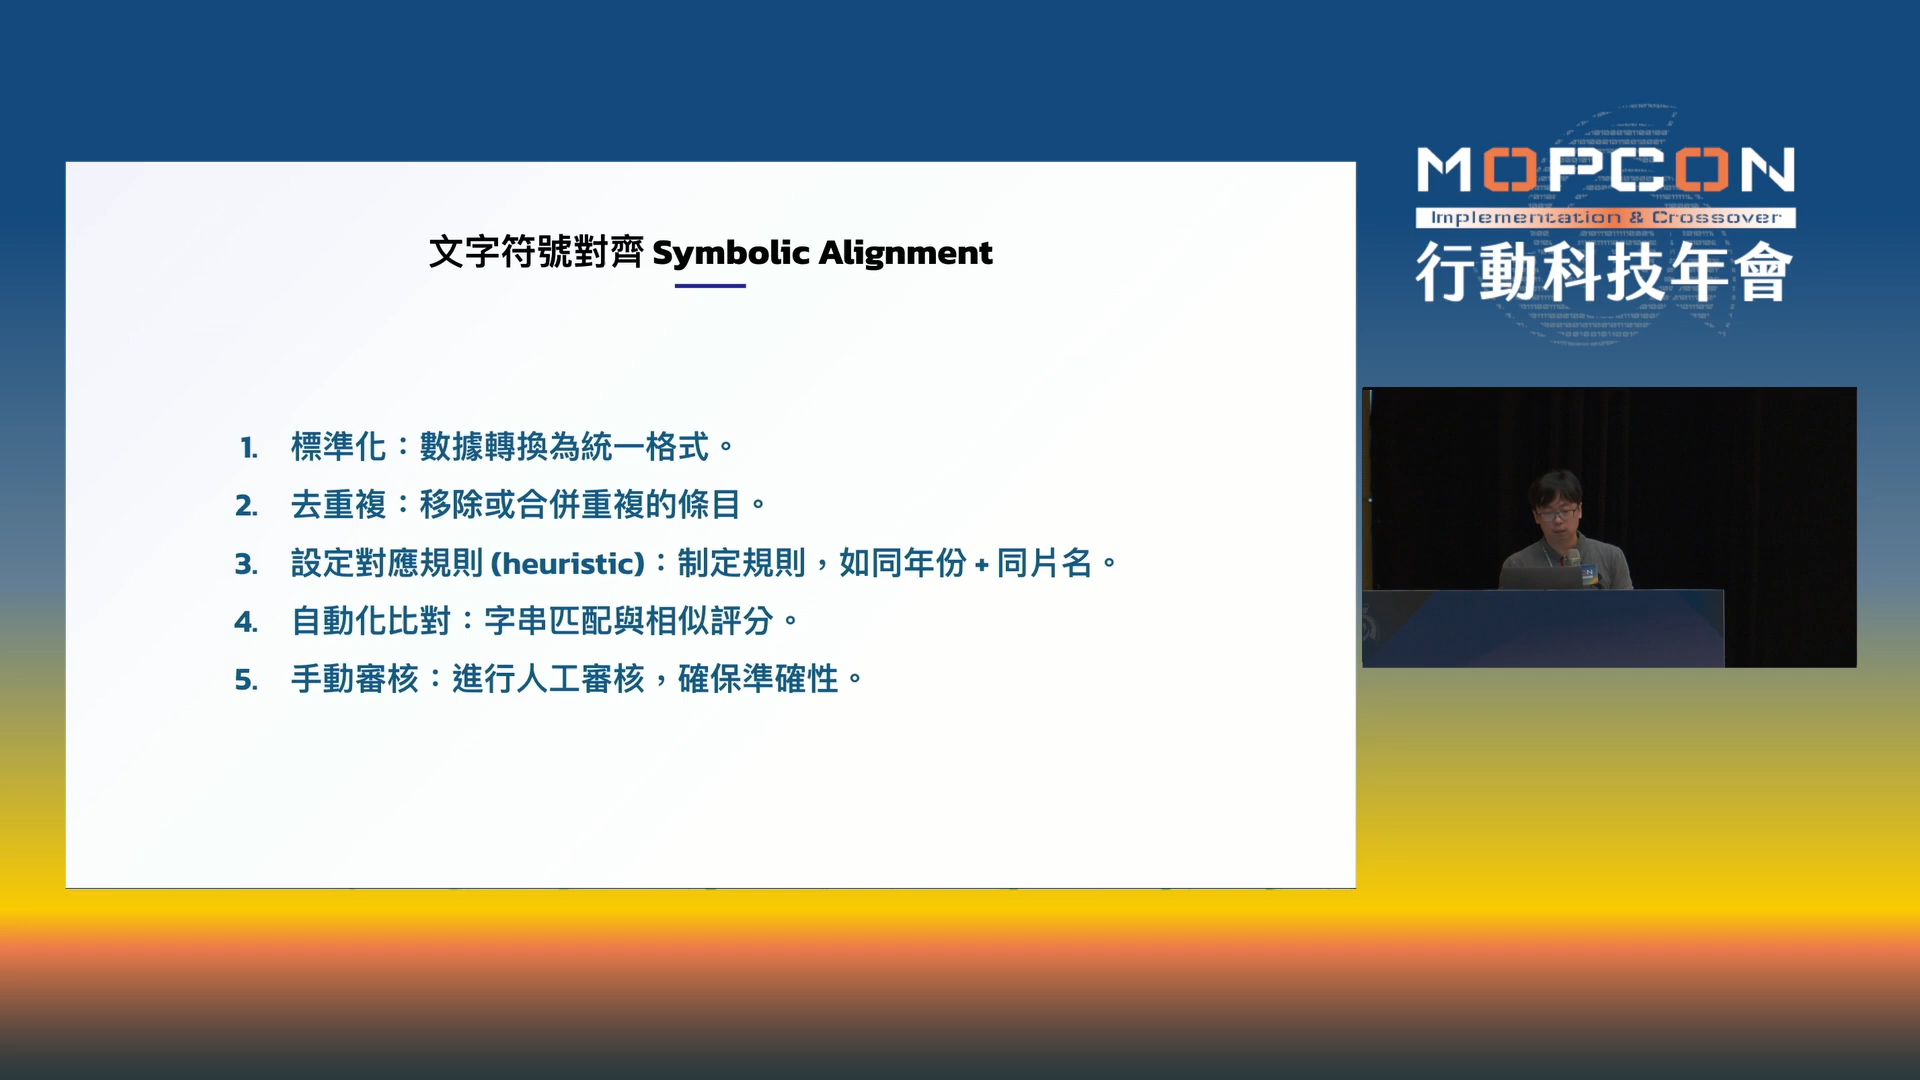 文字符號對齊 Symbolic Alignment
1. 標準化：數據轉換為統一格式。
2. 去重複：移除或合併重複的條目。
3. 設定對應規則 (heuristic)：制定規則，如同年份 + 同片名。
4. 自動化比對：字串匹配與相似評分。
5. 手動審核：進行人工審核，確保準確性。
MOPCON
Implementation & Crossover
行動科技年會